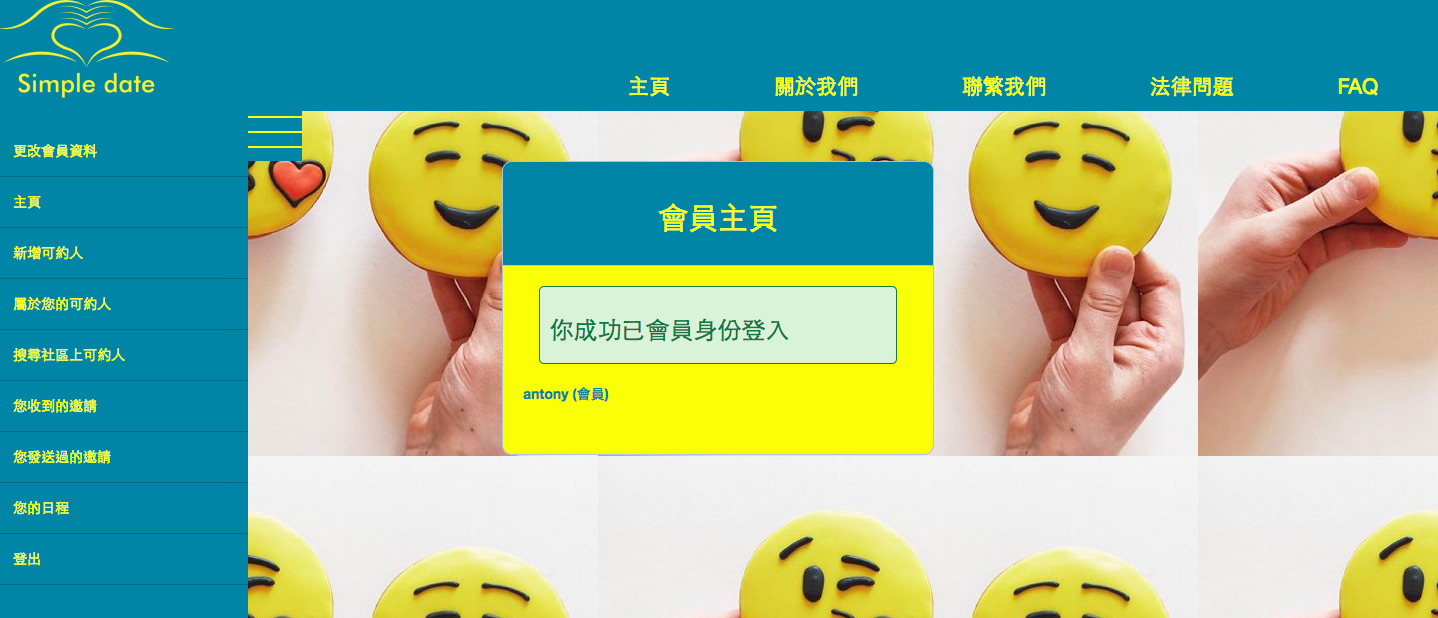 Simple date
主頁
關於我們
聯繁我們
法律問題
FAQ
更改會員資料
主頁
新增可約人
屬於您的可約人
搜尋社區上可約人
您收到的邀請
您發送過的邀請
您的日程
登出
會員主頁
你成功已會員身份登入
antony (會員)